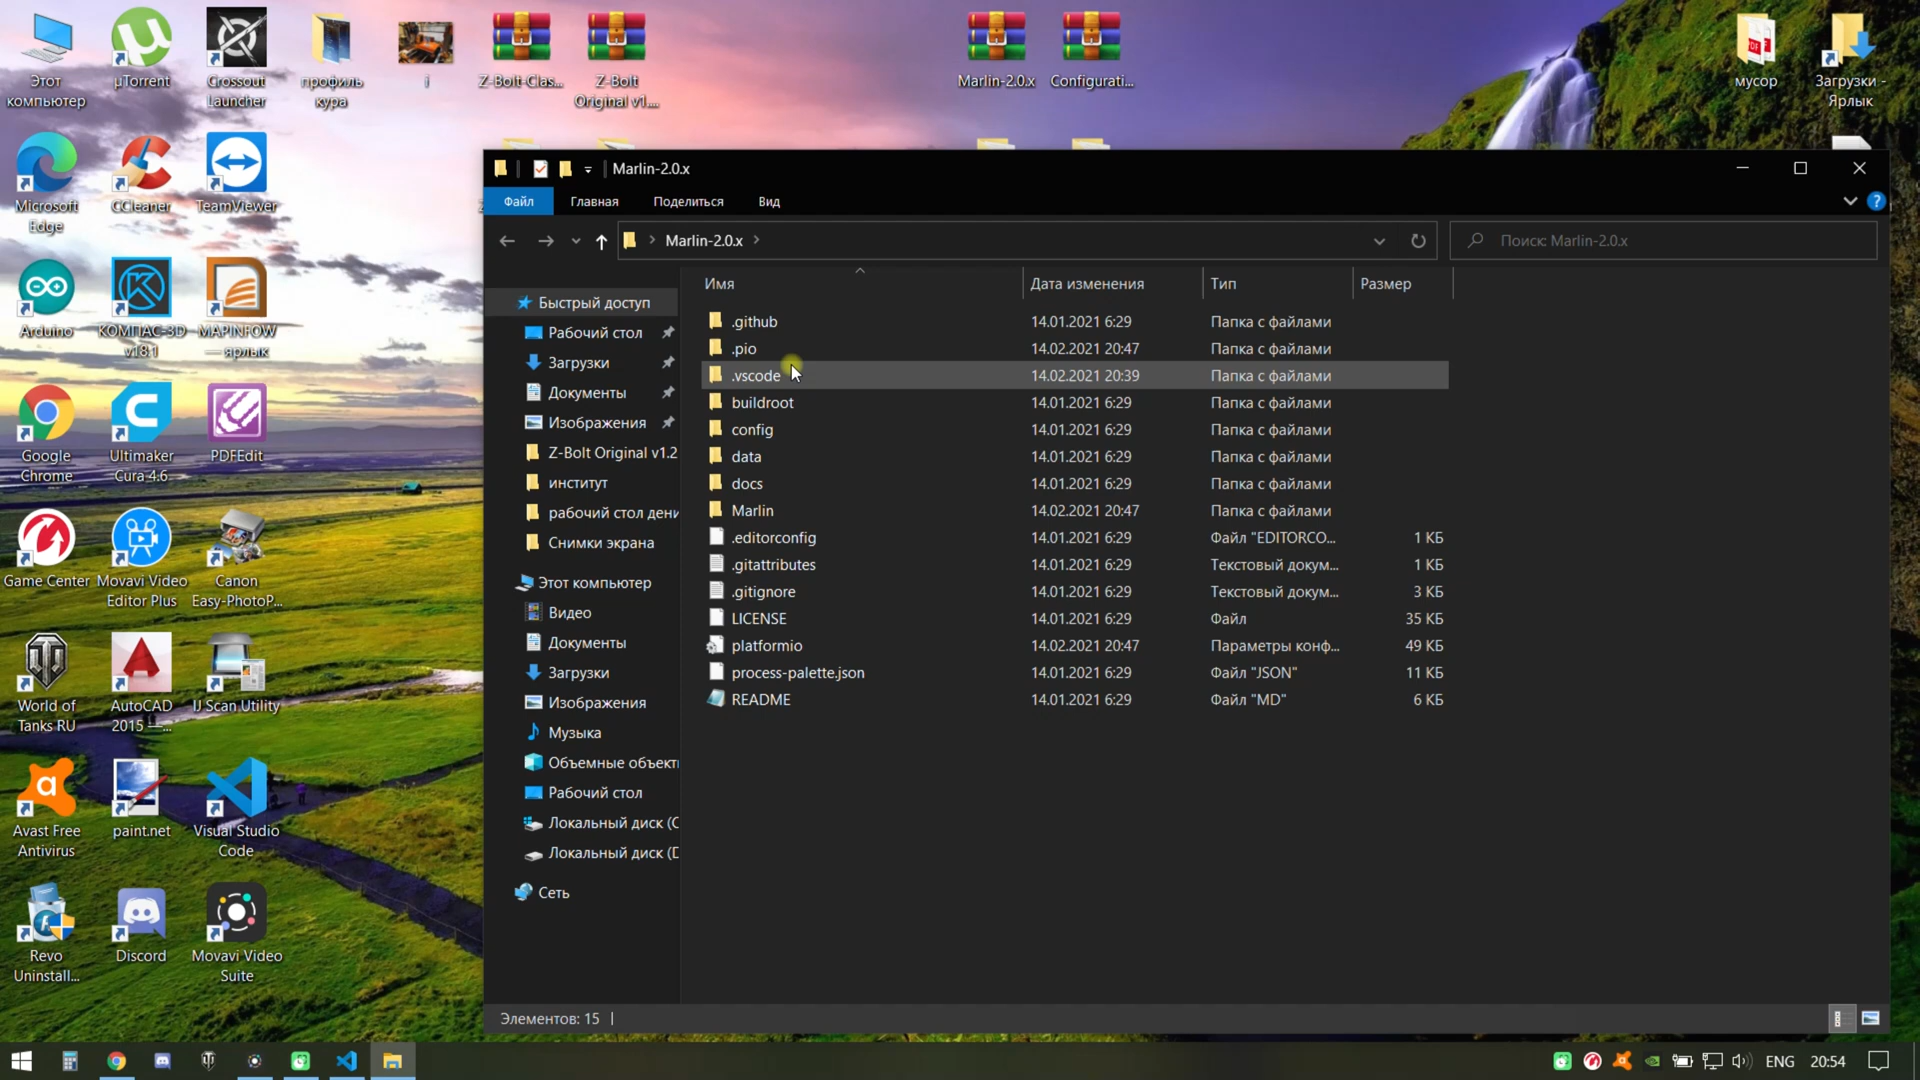 Этот
компьютер
µTorrent
Crossout
Launcher
профиль
кура
i
Z-Bolt-Clas...
Z-Bolt
Original v1....
Marlin-2.0.x
Configurati...
мусор
Загрузки -
Ярлык
Microsoft
Edge
CCleaner
TeamViewer
Arduino
КОМПАС-3D
v18.1
MAPINFOW
— ярлык
Google
Chrome
Ultimaker
Cura 4.6
PDFEdit
Game Center
Movavi Video
Editor Plus
Canon
Easy-PhotoP...
World of
Tanks RU
AutoCAD
2015 —...
IJ Scan Utility
Avast Free
Antivirus
paint.net
Visual Studio
Code
Revo
Uninstall...
Discord
Movavi Video
Suite
Marlin-2.0.x
Файл
Главная
Поделиться
Вид
Marlin-2.0.x
Поиск: Marlin-2.0.x
Быстрый доступ
Рабочий стол
Загрузки
Документы
Изображения
Z-Bolt Original v1.2
институт
рабочий стол дени
Снимки экрана
Этот компьютер
Видео
Документы
Загрузки
Изображения
Музыка
Объемные объект
Рабочий стол
Локальный диск (C
Локальный диск (D
Сеть
Имя Дата изменения Тип Размер
.github 14.01.2021 6:29 Папка с файлами
.pio 14.02.2021 20:47 Папка с файлами
.vscode 14.02.2021 20:39 Папка с файлами
buildroot 14.01.2021 6:29 Папка с файлами
config 14.01.2021 6:29 Папка с файлами
data 14.01.2021 6:29 Папка с файлами
docs 14.01.2021 6:29 Папка с файлами
Marlin 14.02.2021 20:47 Папка с файлами
.editorconfig 14.01.2021 6:29 Файл "EDITORCO... 1 КБ
.gitattributes 14.01.2021 6:29 Текстовый докум... 1 КБ
.gitignore 14.01.2021 6:29 Текстовый докум... 3 КБ
LICENSE 14.01.2021 6:29 Файл 35 КБ
platformio 14.02.2021 20:47 Параметры конф... 49 КБ
process-palette.json 14.01.2021 6:29 Файл "JSON" 11 КБ
README 14.01.2021 6:29 Файл "MD" 6 КБ
Элементов: 15
ENG 20:54